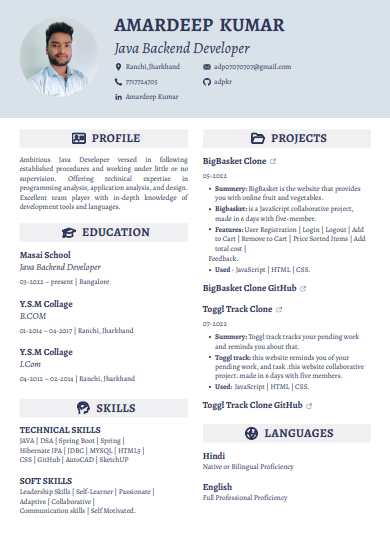 AMARDEEP KUMAR
Java Backend Developer
Ranchi, Jharkhand
adp07070707@gmail.com
7717724705
adpkr
Amardeep Kumar
PROFILE
Ambitious Java Developer versed in following
established procedures and working under little or no
supervision. Offering technical expertise in
programming analysis, application analysis, and design.
Excellent team player with in-depth knowledge of
development tools and languages.
EDUCATION
Masai School
Java Backend Developer
03-2022 – present | Bangalore
Y.S.M Collage
B.COM
01-2014 – 04-2017 | Ranchi, Jharkhand
Y.S.M Collage
I.Com
04-2012 – 02-2014 | Ranchi, Jharkhand
SKILLS
TECHNICAL SKILLS
JAVA | DSA | Spring Boot | Spring |
Hibernate JPA | JDBC | MYSQL | HTML5 |
CSS | GitHub | AutoCAD | SketchUP
SOFT SKILLS
Leadership Skills | Self-Learner | Passionate |
Adaptive | Collaborative |
Communication skills | Self Motivated.
PROJECTS
BigBasket Clone
05-2022
• Summery: BigBasket is the website that provides
you with online fruit and vegetables.
• Bigbasket: is a JavaScript collaborative project,
made in 6 days with five-member.
• Features: User Registration | Login | Logout | Add
to Cart | Remove to Cart | Price Sorted Items | Add
total cost |
Feedback.
• Used - JavaScript | HTML | CSS.
BigBasket Clone GitHub
Toggl Track Clone
07-2022
• Summery: Toggl track tracks your pending work
and reminds you about that.
• Toggl track: this website reminds you of your
pending work, and task .this website collaborative
project. made in 6 days with five members.
• Used: JavaScript | HTML | CSS.
Toggl Track Clone GitHub
LANGUAGES
Hindi
Native or Bilingual Proficiency
English
Full Professional Proficiency